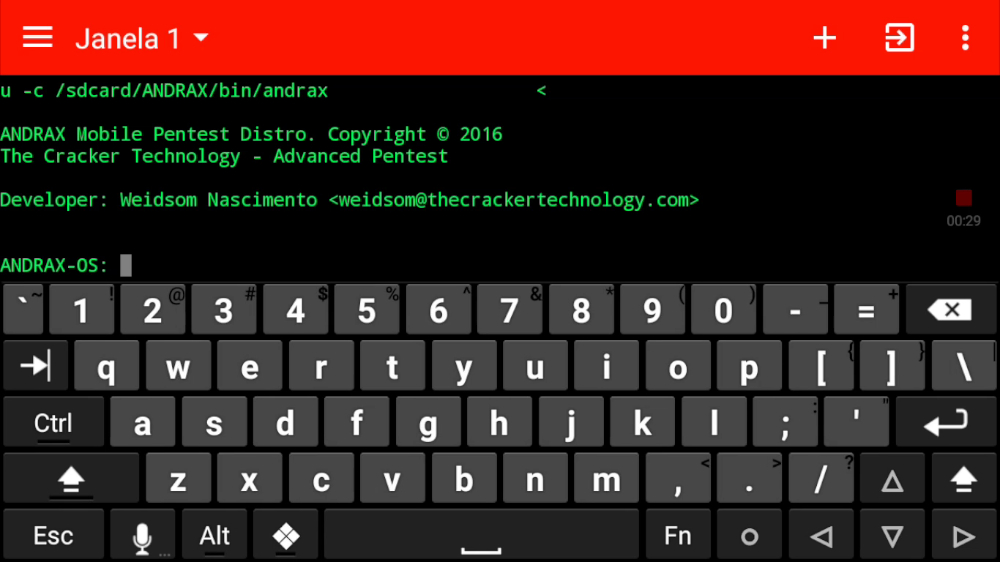 Janela 1
u -c /sdcard/ANDRAX/bin/andrax <
ANDRAX Mobile Pentest Distro. Copyright © 2016
The Cracker Technology - Advanced Pentest
Developer: Weidsom Nascimento <weidsom@thecrackertechnology.com>
00:29
ANDRAX-OS:
` ~ 1 ! 2 @ 3 # 4 $ 5 % 6 ^ 7 & 8 * 9 ( 0 ) - _ = +
q w e r t y u i o p [ { ] } \ |
Ctrl a s d f g h j k l ; : ' "
z x c v b n m , < . > / ?
Esc ... Alt Fn